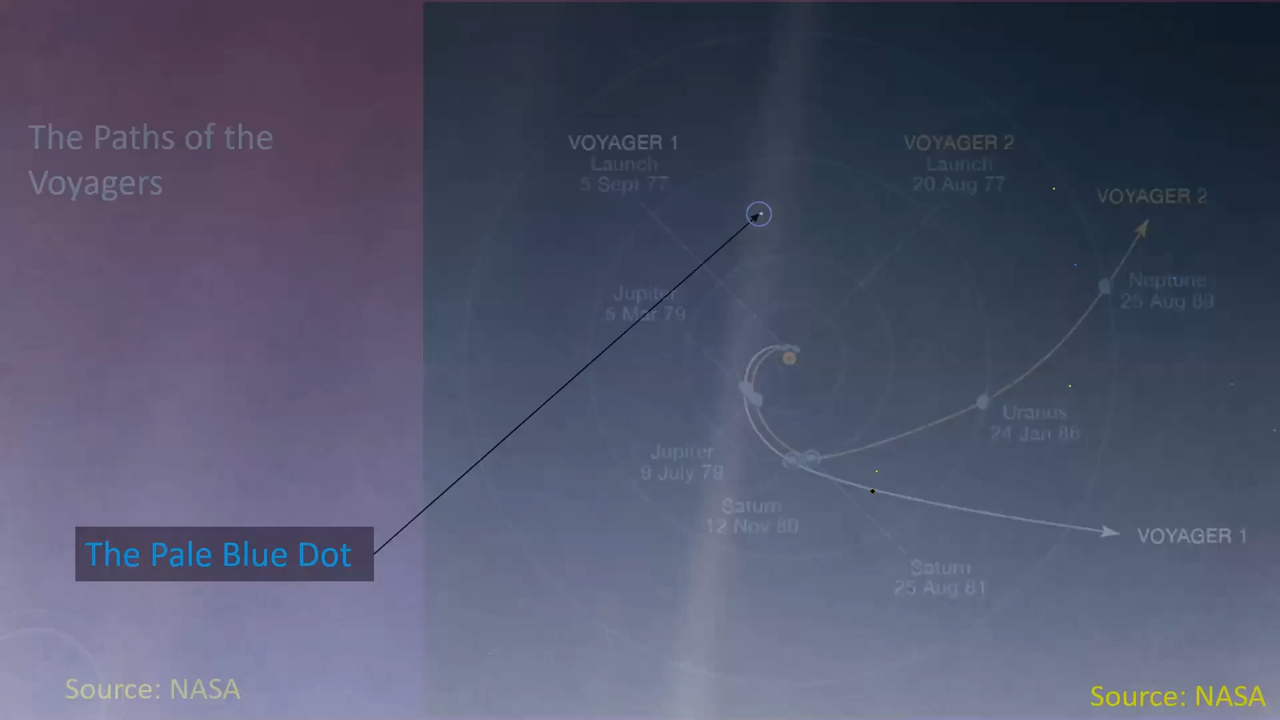 The Paths of the
Voyagers
VOYAGER 1
Launch
5 Sept 77
VOYAGER 2
Launch
20 Aug 77
VOYAGER 2
Neptune
25 Aug 89
Jupiter
5 Mar 79
Uranus
24 Jan 86
Jupiter
9 July 79
Saturn
12 Nov 80
VOYAGER 1
Saturn
25 Aug 81
The Pale Blue Dot
Source: NASA
Source: NASA